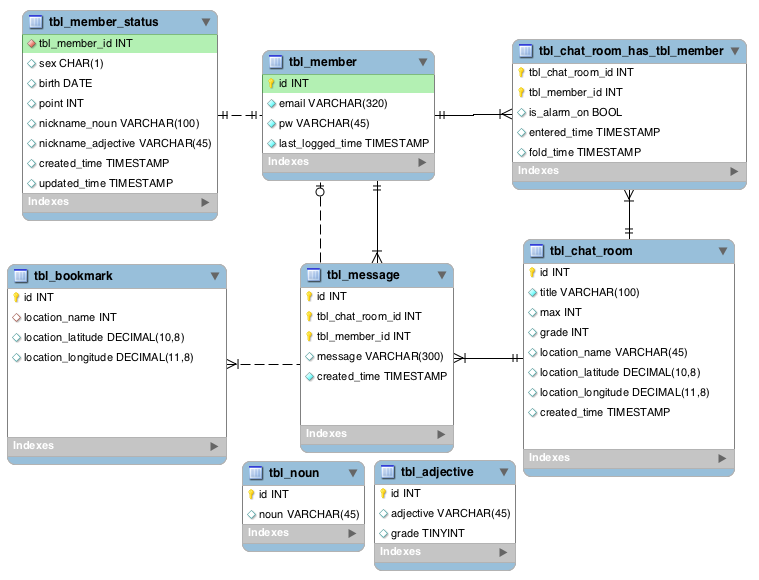 tbl_member_status
tbl_member_id INT
sex CHAR(1)
birth DATE
point INT
nickname_noun VARCHAR(100)
nickname_adjective VARCHAR(45)
created_time TIMESTAMP
updated_time TIMESTAMP
Indexes
tbl_member
id INT
email VARCHAR(320)
pw VARCHAR(45)
last_logged_time TIMESTAMP
Indexes
tbl_chat_room_has_tbl_member
tbl_chat_room_id INT
tbl_member_id INT
is_alarm_on BOOL
entered_time TIMESTAMP
fold_time TIMESTAMP
Indexes
tbl_bookmark
id INT
location_name INT
location_latitude DECIMAL(10,8)
location_longitude DECIMAL(11,8)
Indexes
tbl_message
id INT
tbl_chat_room_id INT
tbl_member_id INT
message VARCHAR(300)
created_time TIMESTAMP
Indexes
tbl_chat_room
id INT
title VARCHAR(100)
max INT
grade INT
location_name VARCHAR(45)
location_latitude DECIMAL(10,8)
location_longitude DECIMAL(11,8)
created_time TIMESTAMP
Indexes
tbl_noun
id INT
noun VARCHAR(45)
Indexes
tbl_adjective
id INT
adjective VARCHAR(45)
grade TINYINT
Indexes